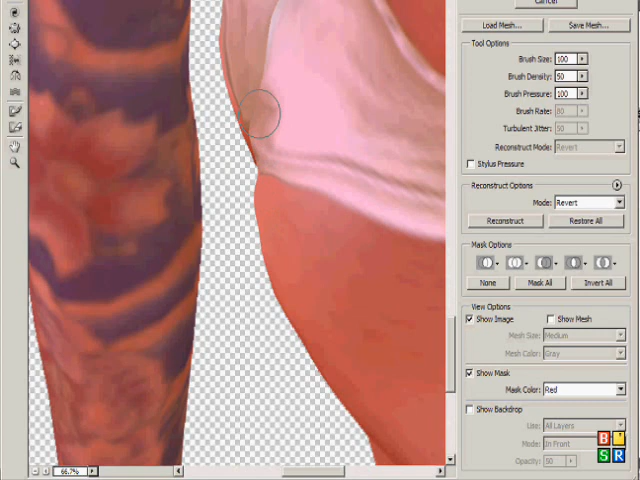 Cancel
Load Mesh...
Save Mesh...
Tool Options
Brush Size: 100
Brush Density: 50
Brush Pressure: 100
Brush Rate: 80
Turbulent Jitter: 50
Reconstruct Mode: Revert
Stylus Pressure
Reconstruct Options
Mode: Revert
Reconstruct
Restore All
Mask Options
None
Mask All
Invert All
View Options
Show Image
Show Mesh
Mesh Size: Medium
Mesh Color: Gray
Show Mask
Mask Color: Red
Show Backdrop
Use: All Layers
Mode: In Front
Opacity: 50
B
S R
66.7%